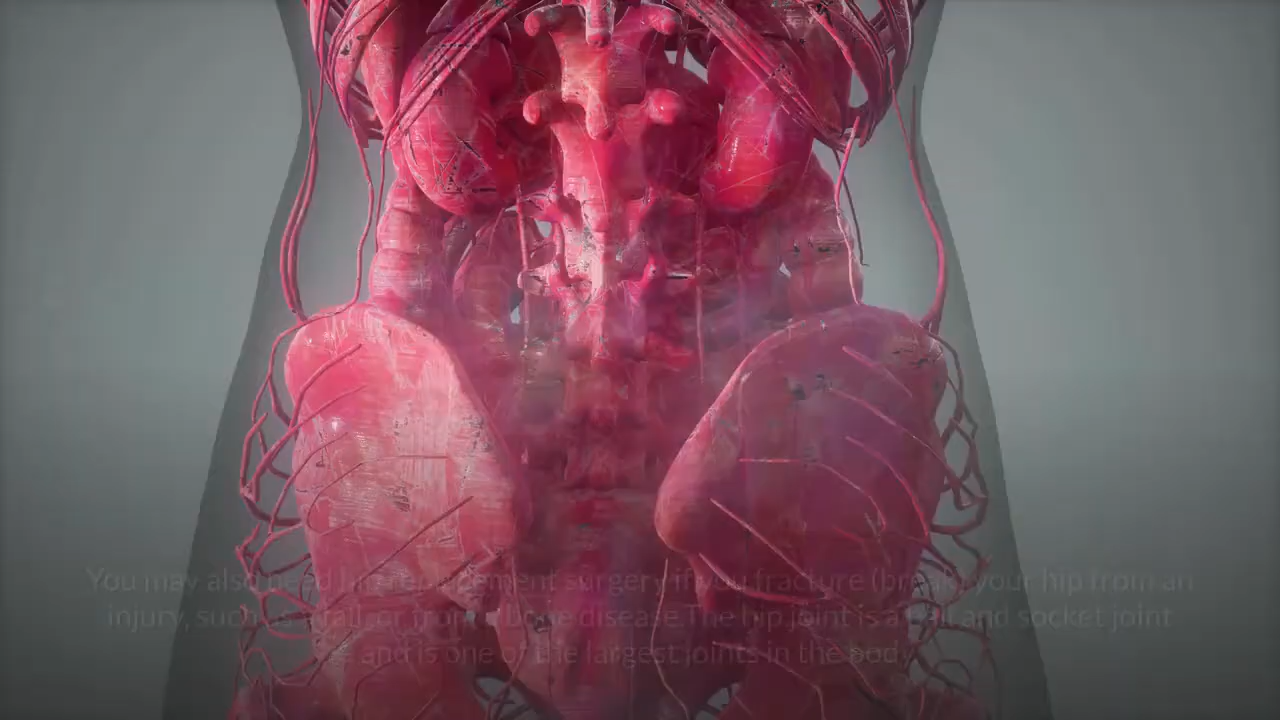 You may also need hip replacement surgery if you fracture (break) your hip from an
injury, such as a fall, or from a bone disease.The hip joint is a ball and socket joint
and is one of the largest joints in the body